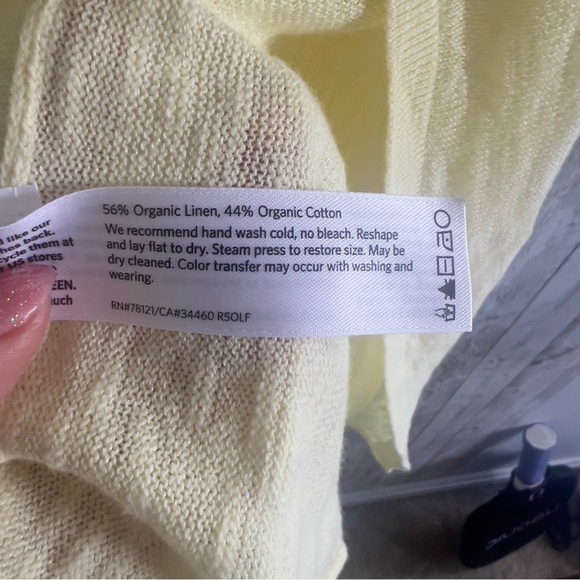 like our
back.
them at
US stores
EEN.
56% Organic Linen, 44% Organic Cotton
We recommend hand wash cold, no bleach. Reshape
and lay flat to dry. Steam press to restore size. May be
dry cleaned. Color transfer may occur with washing and
wearing.
RN#78121/CA#34460 R5OLF